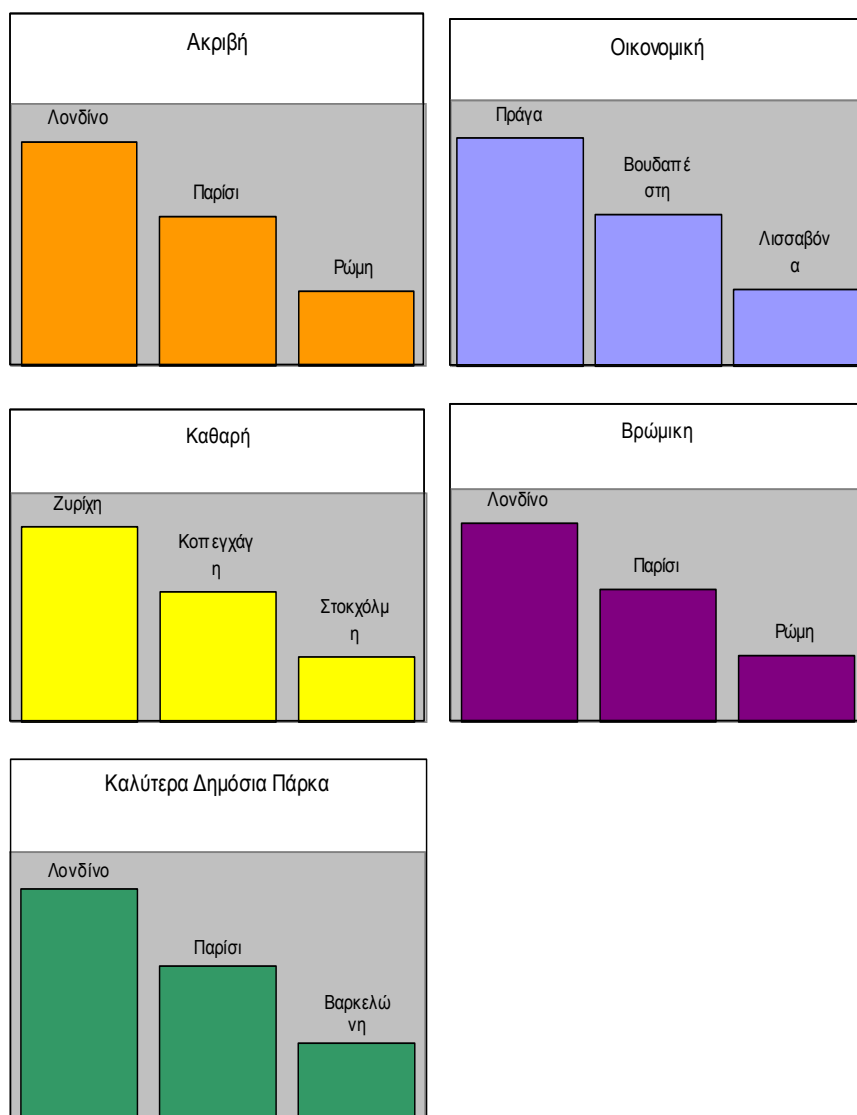 Ακριβή
Λονδίνο
Παρίσι
Ρώμη
Οικονομική
Πράγα
Βουδαπέ
στη
Λισσαβόν
α
Καθαρή
Ζυρίχη
Κοπεγχάγ
η
Στοκχόλμ
η
Βρώμικη
Λονδίνο
Παρίσι
Ρώμη
Καλύτερα Δημόσια Πάρκα
Λονδίνο
Παρίσι
Βαρκελώ
νη